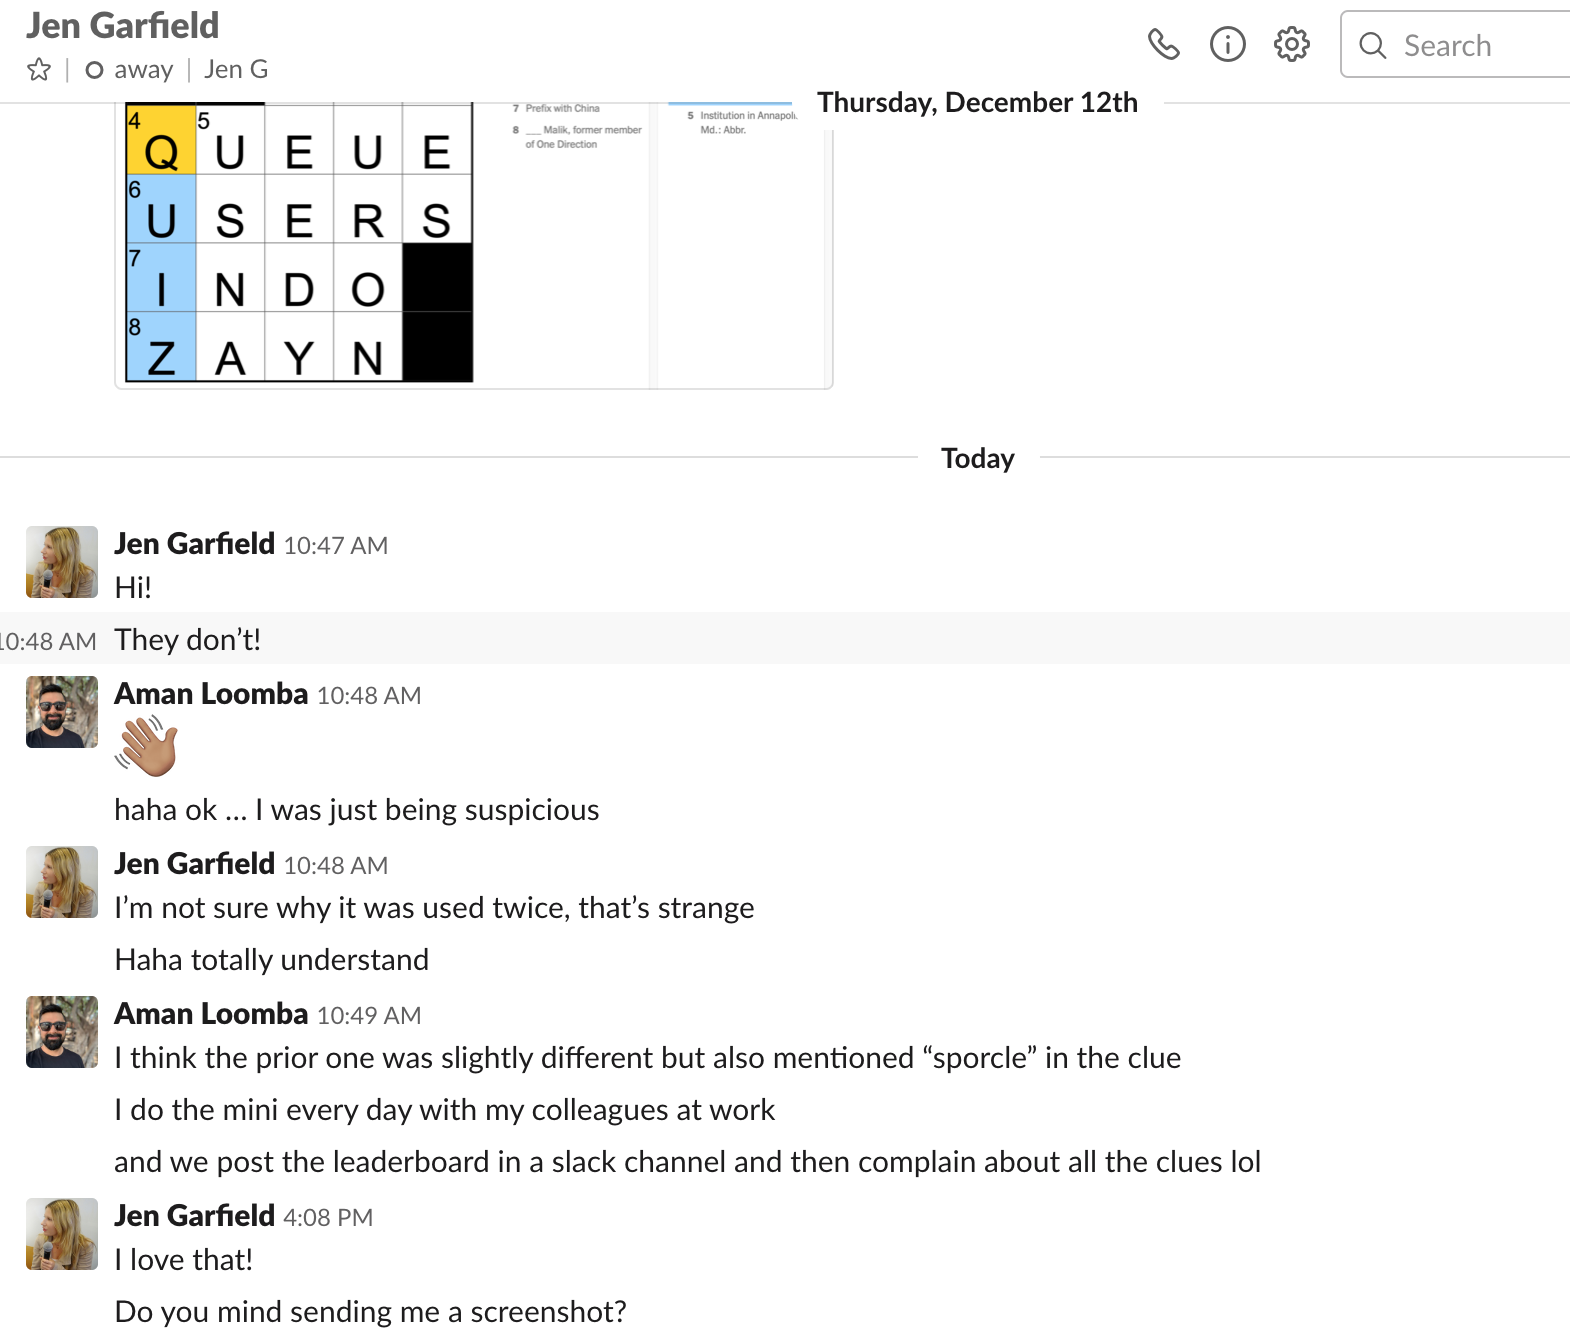 Jen Garfield
away | Jen G
Search
Thursday, December 12th
4 5
Q U E U E
6
U S E R S
7
I N D O
8
Z A Y N
7 Prefix with China
8 ___ Malik, former member
of One Direction
5 Institution in Annapoli
Md.: Abbr.
Today
Jen Garfield 10:47 AM
Hi!
10:48 AM They don’t!
Aman Loomba 10:48 AM
haha ok ... I was just being suspicious
Jen Garfield 10:48 AM
I’m not sure why it was used twice, that’s strange
Haha totally understand
Aman Loomba 10:49 AM
I think the prior one was slightly different but also mentioned “sporcle” in the clue
I do the mini every day with my colleagues at work
and we post the leaderboard in a slack channel and then complain about all the clues lol
Jen Garfield 4:08 PM
I love that!
Do you mind sending me a screenshot?